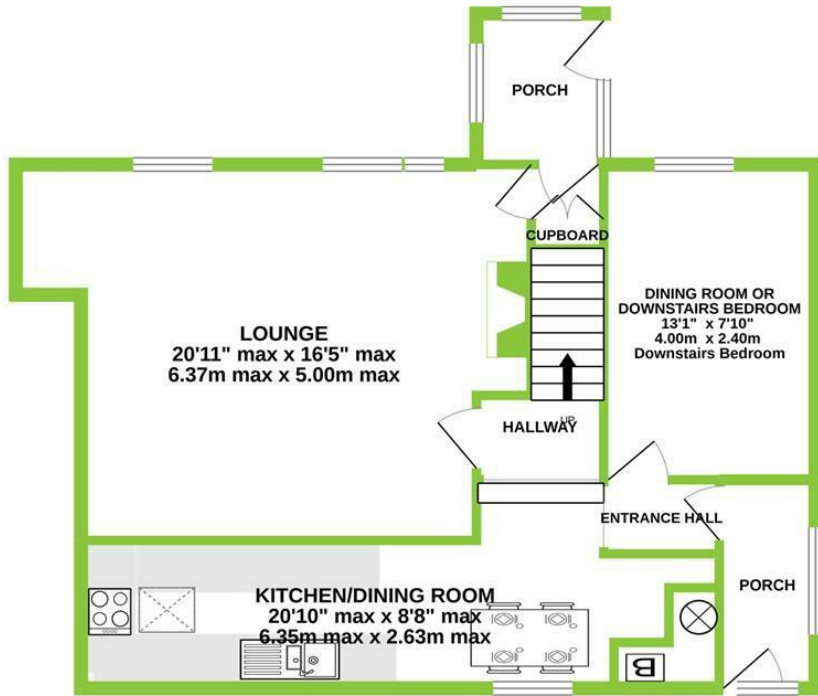 PORCH
CUPBOARD
DINING ROOM OR
DOWNSTAIRS BEDROOM
13'1" x 7'10"
4.00m x 2.40m
Downstairs Bedroom
LOUNGE
20'11" max x 16'5" max
6.37m max x 5.00m max
UP
HALLWAY
ENTRANCE HALL
PORCH
KITCHEN/DINING ROOM
20'10" max x 8'8" max
6.35m max x 2.63m max
B